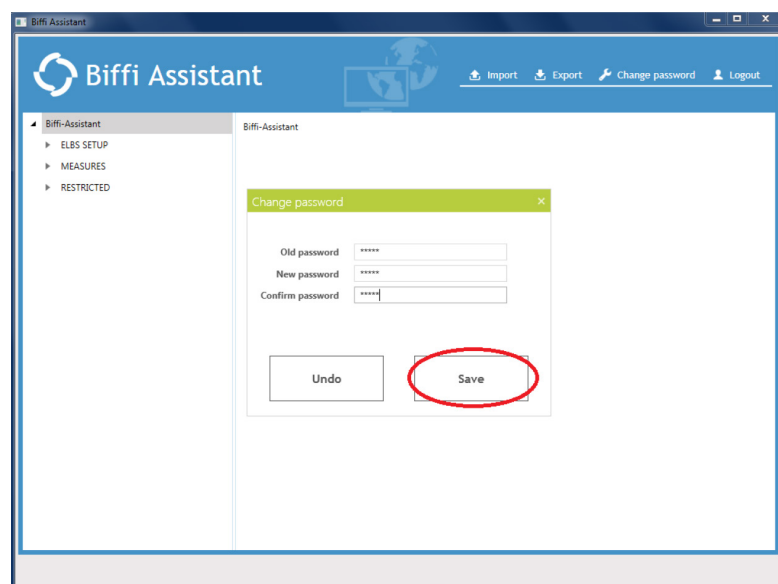 Biffi Assistant
Biffi Assistant
Import Export Change password Logout
Biffi-Assistant
ELBS SETUP
MEASURES
RESTRICTED
Biffi-Assistant
Change password
Old password *****
New password *****
Confirm password *****
Undo Save